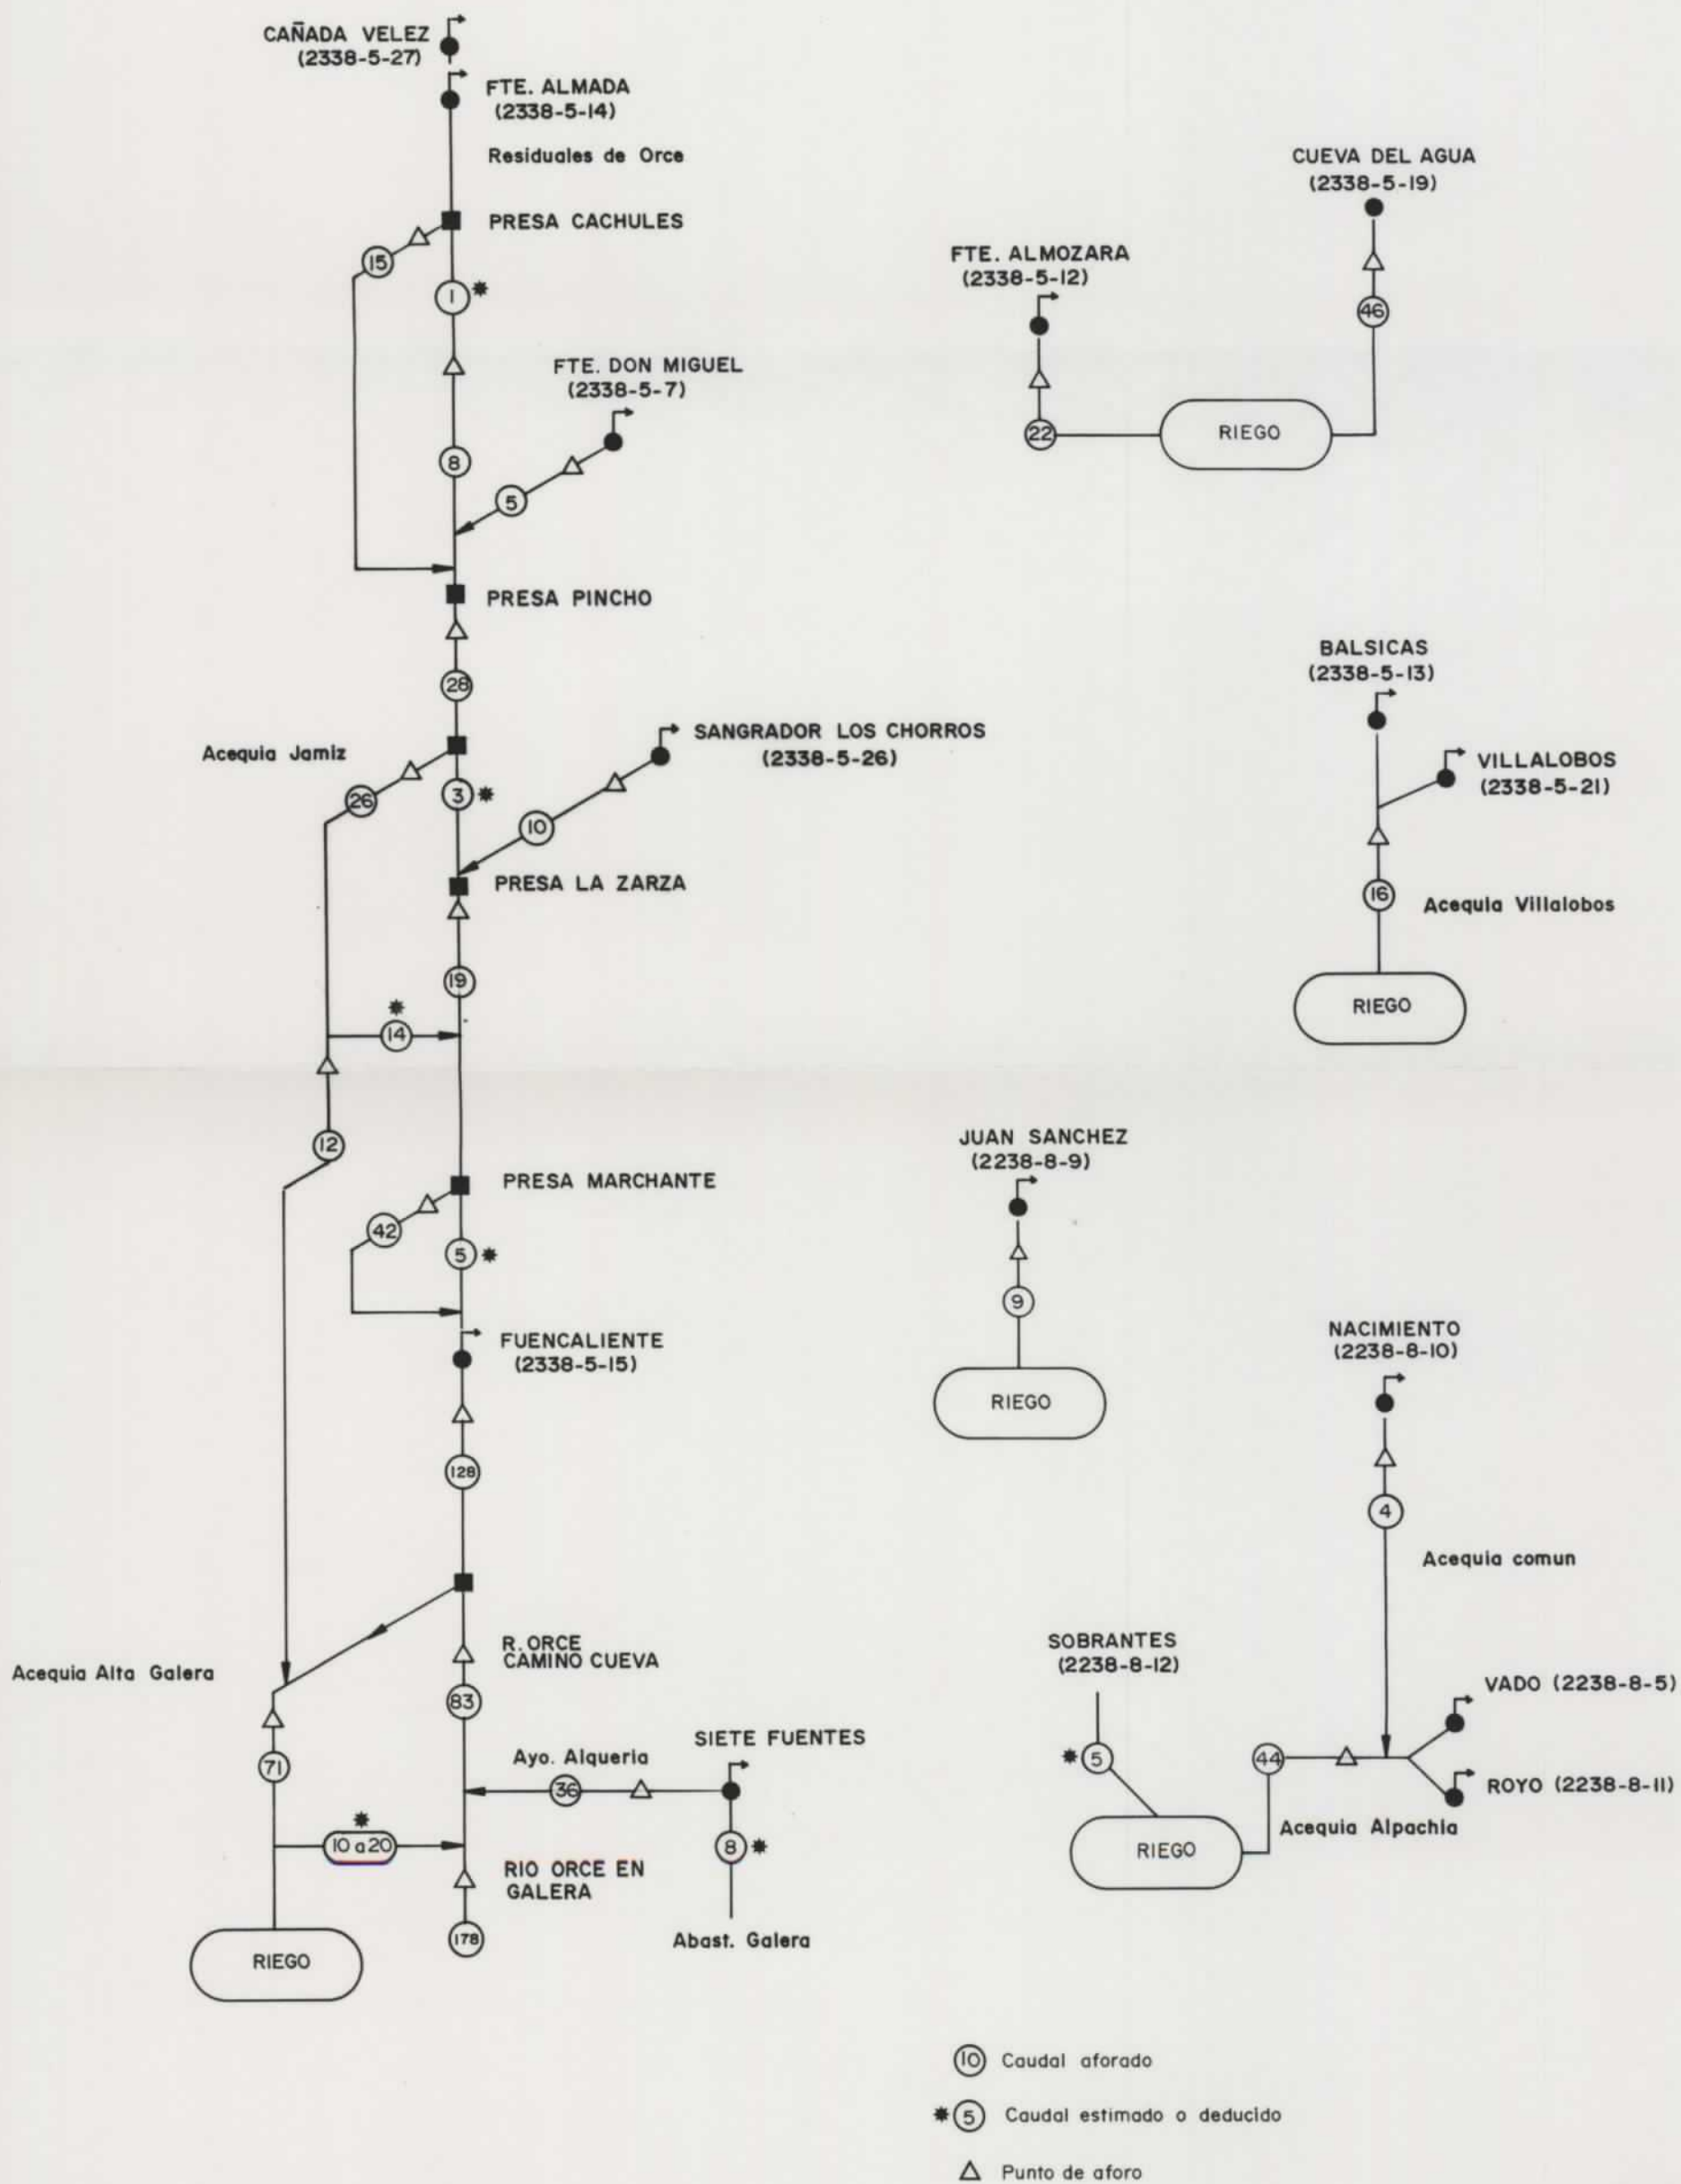 CAÑADA VELEZ
(2338-5-27)
FTE. ALMADA
(2338-5-14)
Residuales de Orce
PRESA CACHULES
15
1 *
FTE. DON MIGUEL
(2338-5-7)
8
5
PRESA PINCHO
28
Acequia Jamiz
SANGRADOR LOS CHORROS
(2338-5-26)
26
3 *
10
PRESA LA ZARZA
19
*
14
12
PRESA MARCHANTE
42
5 *
FUENCALIENTE
(2338-5-15)
128
R. ORCE
CAMINO CUEVA
Acequia Alta Galera
83
71
SIETE FUENTES
Ayo. Alqueria
36
*
10 a 20
8 *
RIO ORCE EN
GALERA
178
Abast. Galera
RIEGO
CUEVA DEL AGUA
(2338-5-19)
46
FTE. ALMOZARA
(2338-5-12)
22
RIEGO
BALSICAS
(2338-5-13)
VILLALOBOS
(2338-5-21)
16
Acequia Villalobos
RIEGO
JUAN SANCHEZ
(2238-8-9)
9
RIEGO
NACIMIENTO
(2238-8-10)
4
Acequia comun
SOBRANTES
(2238-8-12)
* 5
44
VADO (2238-8-5)
ROYO (2238-8-11)
Acequia Alpachia
RIEGO
10 Caudal aforado
* 5 Caudal estimado o deducido
Punto de aforo